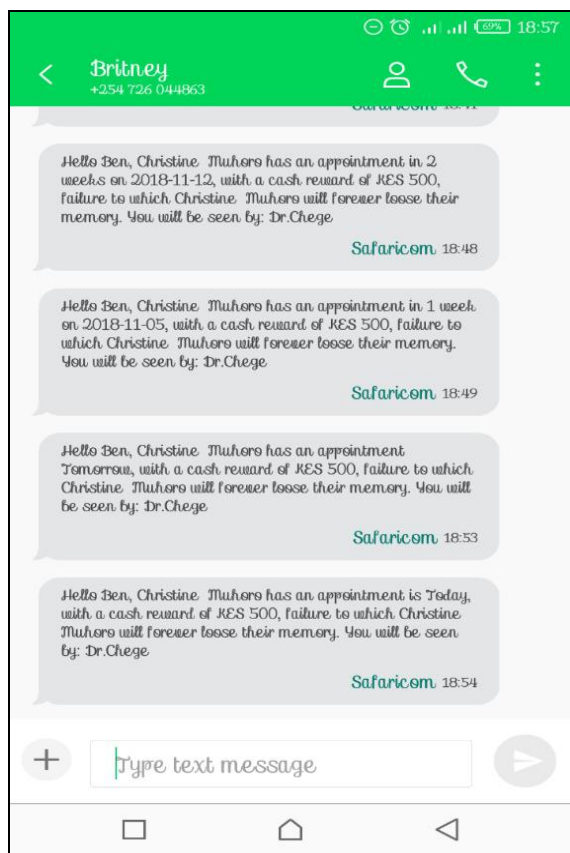 69% 18:57
Britney
+254 726 044863
Safaricom 18:41
Hello Ben, Christine Muhoro has an appointment in 2
weeks on 2018-11-12, with a cash reward of KES 500,
failure to which Christine Muhoro will forever loose their
memory. You will be seen by: Dr.Chege
Safaricom 18:48
Hello Ben, Christine Muhoro has an appointment in 1 week
on 2018-11-05, with a cash reward of KES 500, failure to
which Christine Muhoro will forever loose their memory.
You will be seen by: Dr.Chege
Safaricom 18:49
Hello Ben, Christine Muhoro has an appointment
Tomorrow, with a cash reward of KES 500, failure to which
Christine Muhoro will forever loose their memory. You will
be seen by: Dr.Chege
Safaricom 18:53
Hello Ben, Christine Muhoro has an appointment is Today,
with a cash reward of KES 500, failure to which Christine
Muhoro will forever loose their memory. You will be seen
by: Dr.Chege
Safaricom 18:54
Type text message